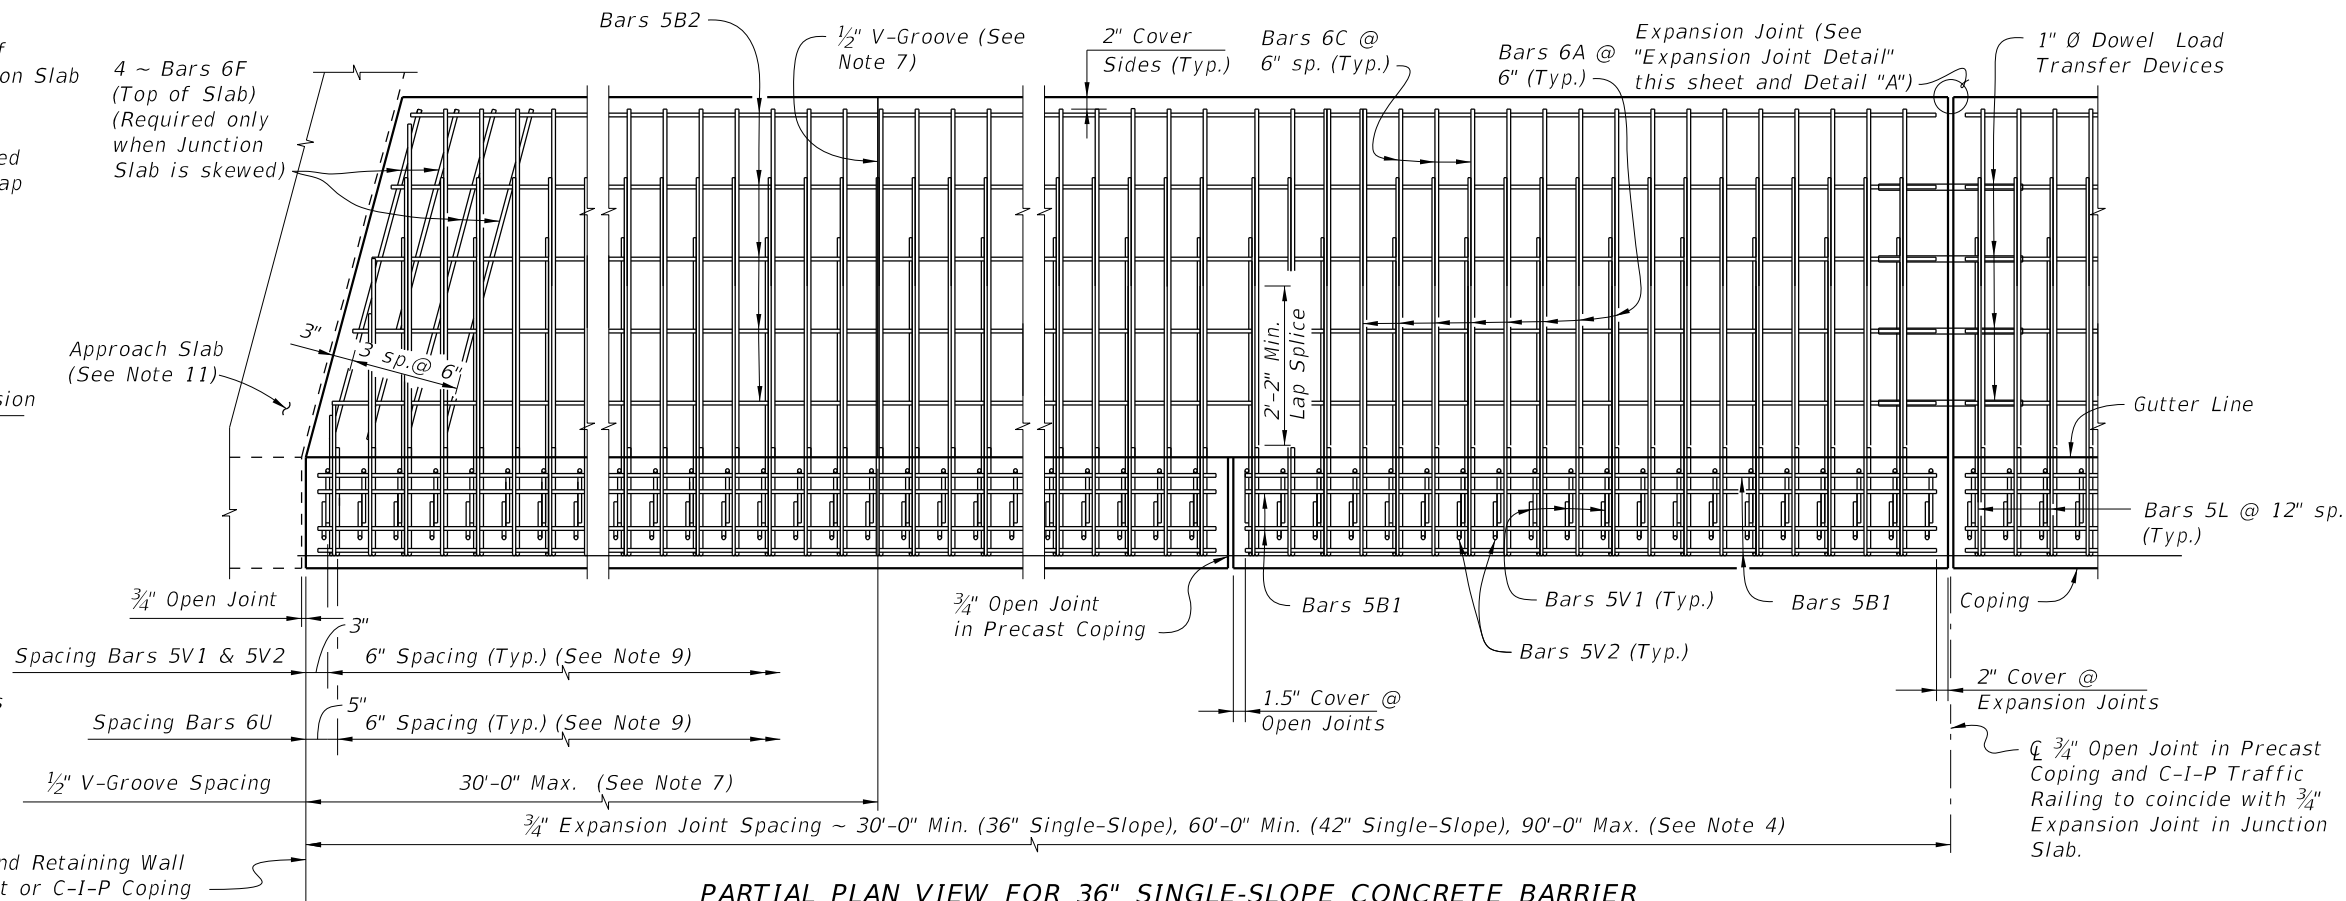 f
on Slab
ed
ap
sion
4 ~ Bars 6F
(Top of Slab)
(Required only
when Junction
Slab is skewed)
Bars 5B2
½" V-Groove (See
Note 7)
2" Cover
Sides (Typ.)
Bars 6C @
6" sp. (Typ.)
Bars 6A @
6" (Typ.)
Expansion Joint (See
"Expansion Joint Detail"
this sheet and Detail "A")
1" Ø Dowel Load
Transfer Devices
3"
3 sp.@ 6"
Approach Slab
(See Note 11)
2'-2" Min.
Lap Splice
Gutter Line
Bars 5L @ 12" sp.
(Typ.)
¾" Open Joint
¾" Open Joint
in Precast Coping
Bars 5B1
Bars 5V1 (Typ.)
Bars 5V2 (Typ.)
Bars 5B1
Coping
3"
Spacing Bars 5V1 & 5V2
6" Spacing (Typ.) (See Note 9)
5"
Spacing Bars 6U
6" Spacing (Typ.) (See Note 9)
1.5" Cover @
Open Joints
2" Cover @
Expansion Joints
℄ ¾" Open Joint in Precast
Coping and C-I-P Traffic
Railing to coincide with ¾"
Expansion Joint in Junction
Slab.
½" V-Groove Spacing
30'-0" Max. (See Note 7)
¾" Expansion Joint Spacing ~ 30'-0" Min. (36" Single-Slope), 60'-0" Min. (42" Single-Slope), 90'-0" Max. (See Note 4)
nd Retaining Wall
t or C-I-P Coping
PARTIAL PLAN VIEW FOR 36" SINGLE-SLOPE CONCRETE BARRIER